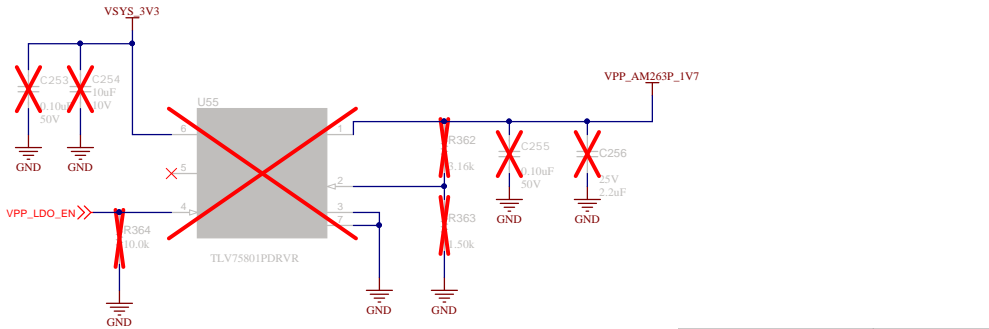 VSYS_3V3
C253
0.10uF
50V
C254
10uF
10V
GND
GND
VPP_LDO_EN
R364
10.0k
GND
U55
6
5
4
1
2
3
7
TLV75801PDRVR
GND
R362
3.16k
R363
1.50k
GND
C255
0.10uF
50V
GND
C256
25V
2.2uF
GND
VPP_AM263P_1V7